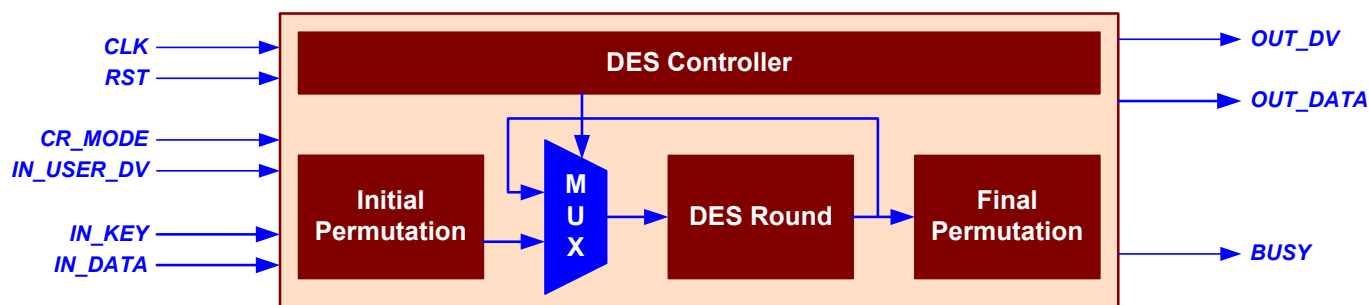 CLK
RST
CR_MODE
IN_USER_DV
IN_KEY
IN_DATA
DES Controller
Initial
Permutation
M
U
X
DES Round
Final
Permutation
OUT_DV
OUT_DATA
BUSY